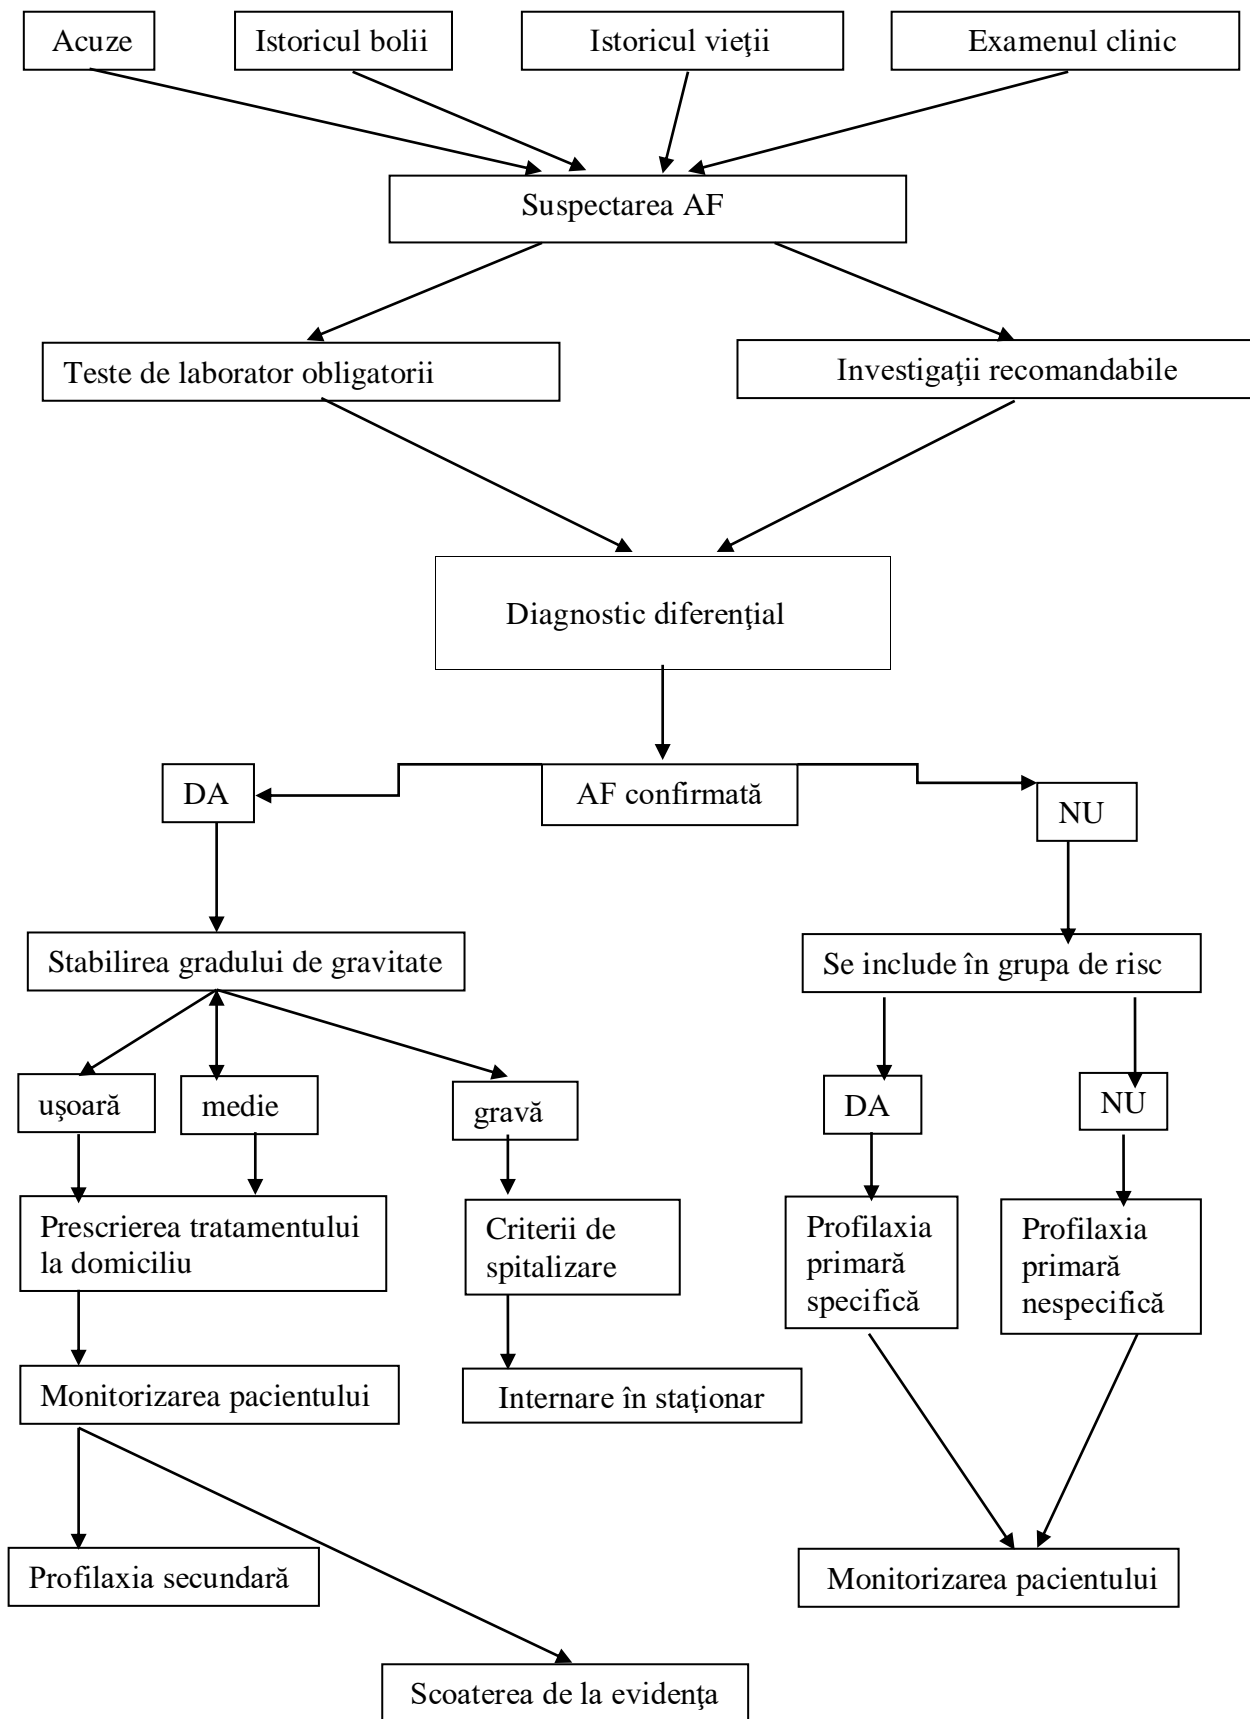 Acuze
Istoricul bolii
Istoricul vieţii
Examenul clinic
Suspectarea AF
Teste de laborator obligatorii
Investigaţii recomandabile
Diagnostic diferenţial
DA
AF confirmată
NU
Stabilirea gradului de gravitate
Se include în grupa de risc
uşoară
medie
gravă
DA
NU
Prescrierea tratamentului
la domiciliu
Criterii de
spitalizare
Profilaxia
primară
specifică
Profilaxia
primară
nespecifică
Monitorizarea pacientului
Internare în staţionar
Profilaxia secundară
Monitorizarea pacientului
Scoaterea de la evidenţa